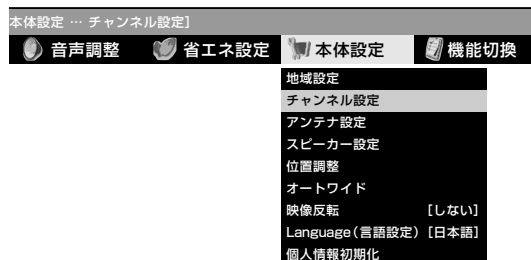 本体設定 … チャンネル設定]
音声調整 省エネ設定 本体設定 機能切換
地域設定
チャンネル設定
アンテナ設定
スピーカー設定
位置調整
オートワイド
映像反転 [しない]
Language(言語設定) [日本語]
個人情報初期化